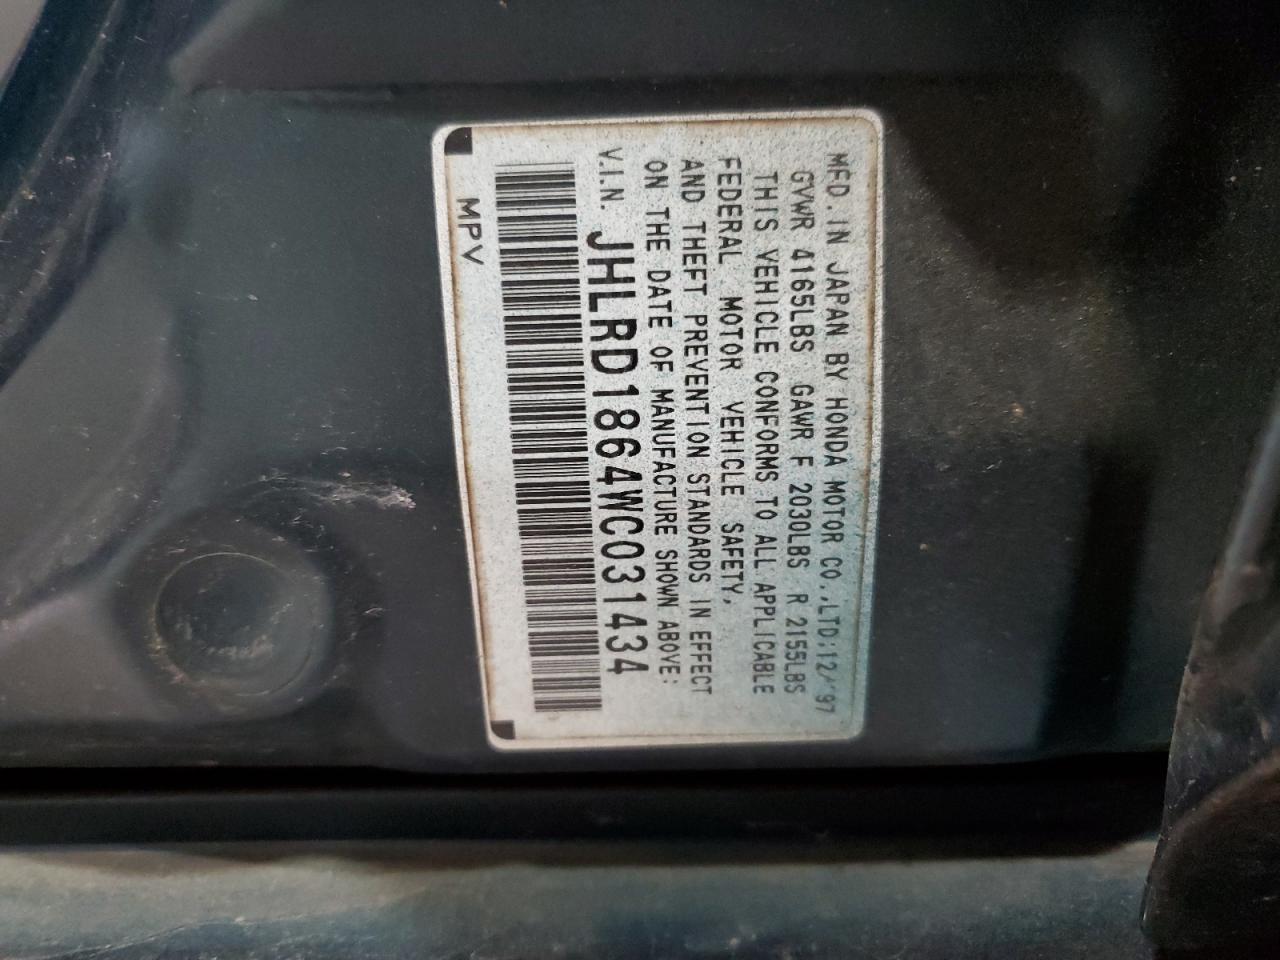 MFD. IN JAPAN BY HONDA MOTOR CO.,LTD;12/'97
GVWR 4165LBS GAWR F 2030LBS R 2155LBS
THIS VEHICLE CONFORMS TO ALL APPLICABLE
FEDERAL MOTOR VEHICLE SAFETY,
AND THEFT PREVENTION STANDARDS IN EFFECT
ON THE DATE OF MANUFACTURE SHOWN ABOVE:
V.I.N. JHLRD1864WC031434
MPV